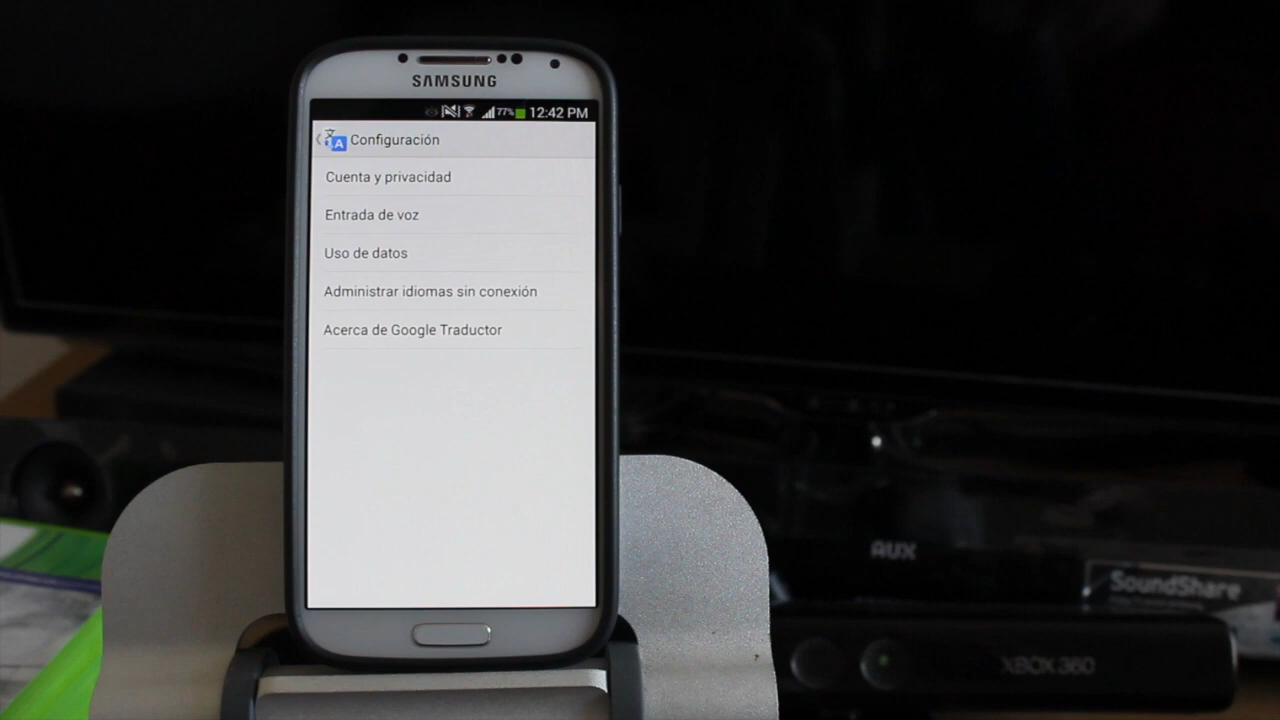 SAMSUNG
77% 12:42 PM
Configuración
Cuenta y privacidad
Entrada de voz
Uso de datos
Administrar idiomas sin conexión
Acerca de Google Traductor
AUX
SoundShare
XBOX 360